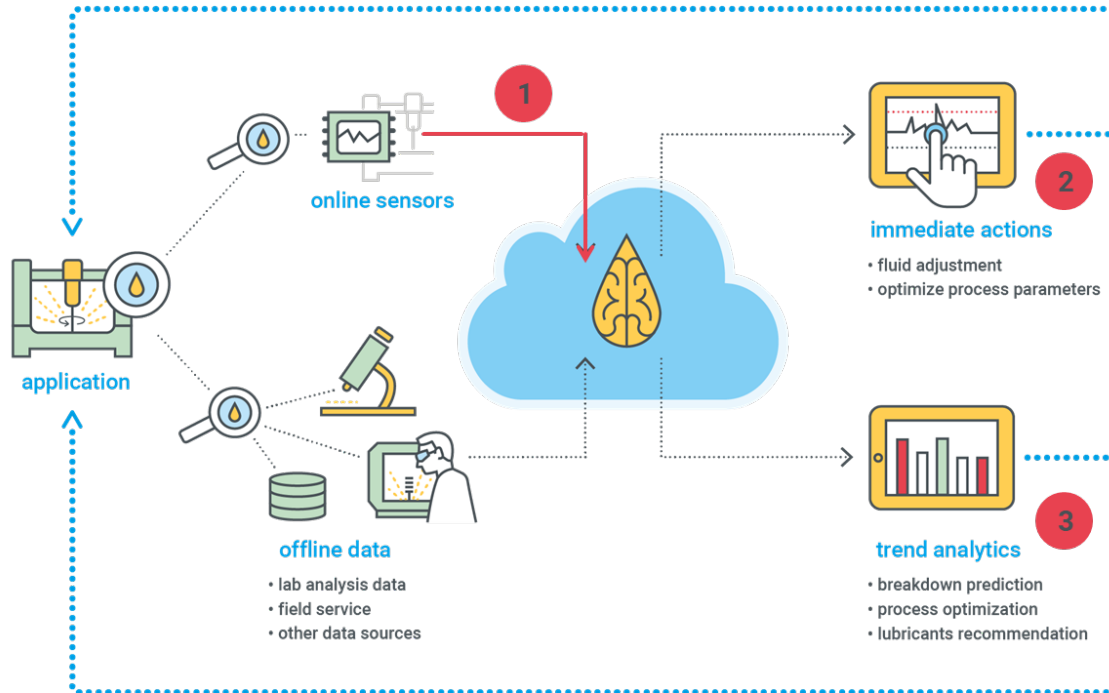 1
online sensors
2
immediate actions
• fluid adjustment
• optimize process parameters
application
offline data
• lab analysis data
• field service
• other data sources
3
trend analytics
• breakdown prediction
• process optimization
• lubricants recommendation